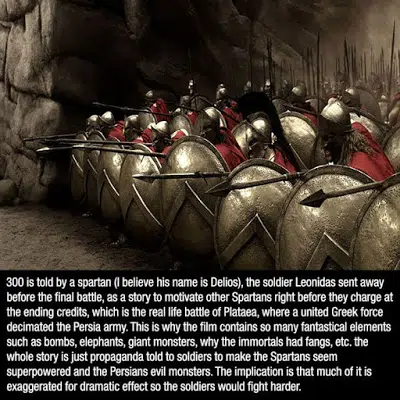 300 is told by a spartan (I believe his name is Delios), the soldier Leonidas sent away
before the final battle, as a story to motivate other Spartans right before they charge at
the ending credits, which is the real life battle of Plataea, where a united Greek force
decimated the Persia army. This is why the film contains so many fantastical elements
such as bombs, elephants, giant monsters, why the immortals had fangs, etc. the
whole story is just propaganda told to soldiers to make the Spartans seem
superpowered and the Persians evil monsters. The implication is that much of it is
exaggerated for dramatic effect so the soldiers would fight harder.